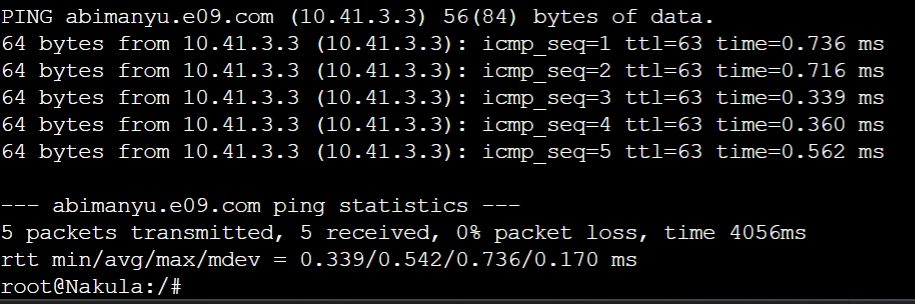 PING abimanyu.e09.com (10.41.3.3) 56(84) bytes of data.
64 bytes from 10.41.3.3 (10.41.3.3): icmp_seq=1 ttl=63 time=0.736 ms
64 bytes from 10.41.3.3 (10.41.3.3): icmp_seq=2 ttl=63 time=0.716 ms
64 bytes from 10.41.3.3 (10.41.3.3): icmp_seq=3 ttl=63 time=0.339 ms
64 bytes from 10.41.3.3 (10.41.3.3): icmp_seq=4 ttl=63 time=0.360 ms
64 bytes from 10.41.3.3 (10.41.3.3): icmp_seq=5 ttl=63 time=0.562 ms
--- abimanyu.e09.com ping statistics ---
5 packets transmitted, 5 received, 0% packet loss, time 4056ms
rtt min/avg/max/mdev = 0.339/0.542/0.736/0.170 ms
root@Nakula:/#